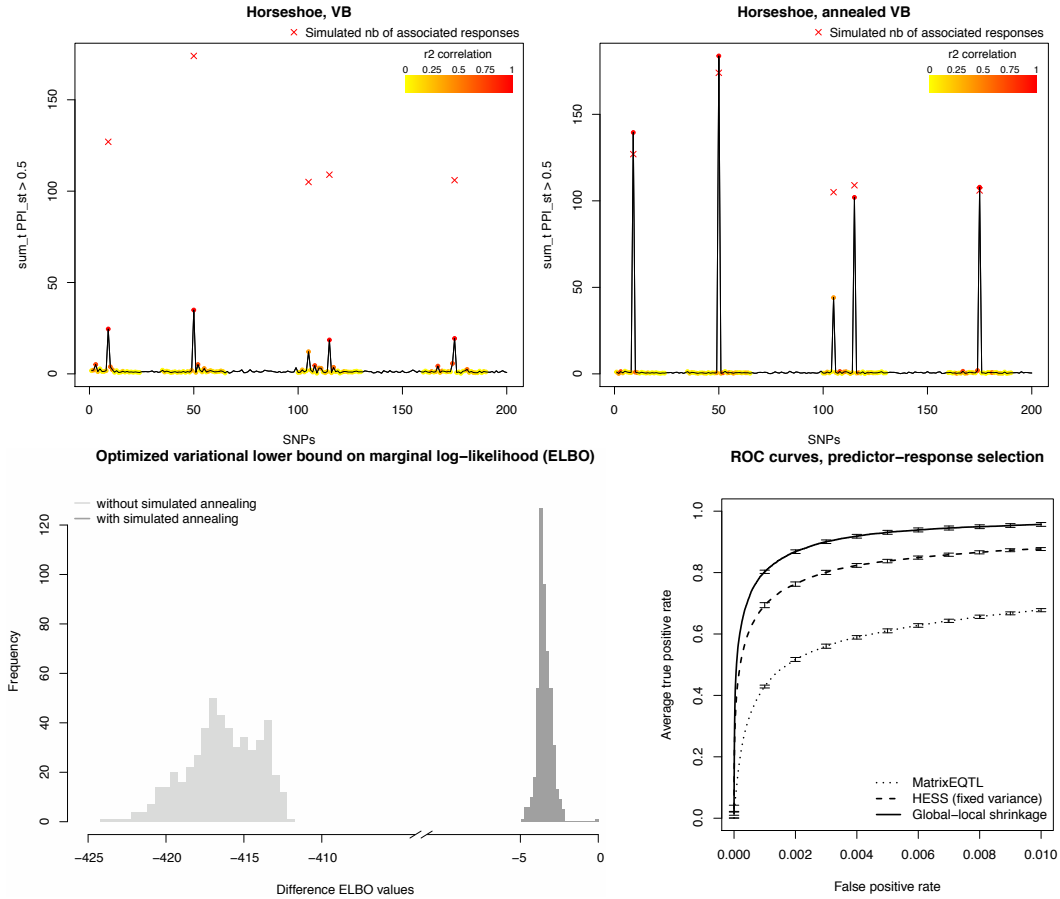 Horseshoe, VB
× Simulated nb of associated responses
r2 correlation
0 0.25 0.5 0.75 1
sum_t PPI_st > 0.5
150
100
50
0
0 50 100 150 200
SNPs
Horseshoe, annealed VB
× Simulated nb of associated responses
r2 correlation
0 0.25 0.5 0.75 1
sum_t PPI_st > 0.5
150
100
50
0
0 50 100 150 200
SNPs
Optimized variational lower bound on marginal log−likelihood (ELBO)
without simulated annealing
with simulated annealing
Frequency
120
100
80
60
40
20
0
−425 −420 −415 −410 −5 0
Difference ELBO values
ROC curves, predictor−response selection
Average true positive rate
1.0
0.8
0.6
0.4
0.2
0.0
MatrixEQTL
HESS (fixed variance)
Global−local shrinkage
0.000 0.002 0.004 0.006 0.008 0.010
False positive rate